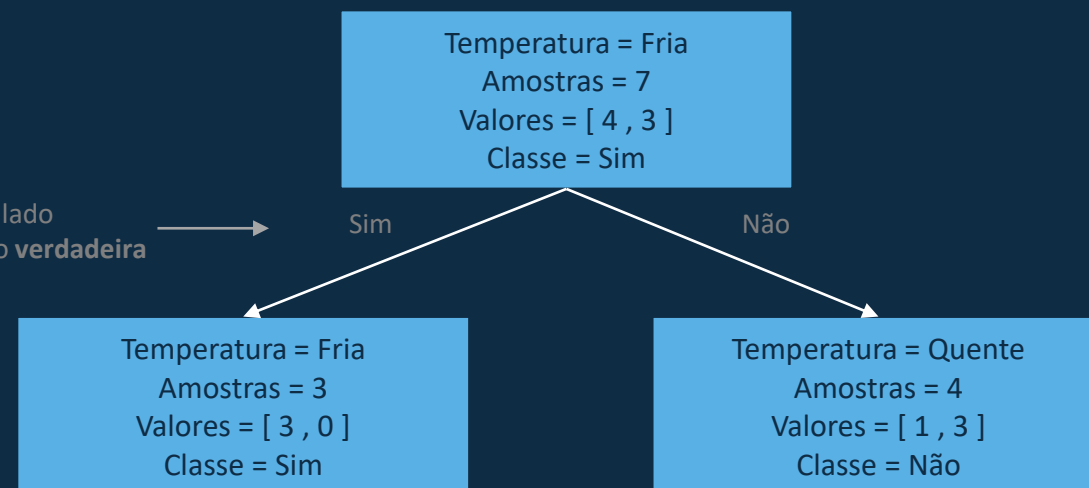 Temperatura = Fria
Amostras = 7
Valores = [ 4 , 3 ]
Classe = Sim
lado
o verdadeira
Sim
Não
Temperatura = Fria
Amostras = 3
Valores = [ 3 , 0 ]
Classe = Sim
Temperatura = Quente
Amostras = 4
Valores = [ 1 , 3 ]
Classe = Não